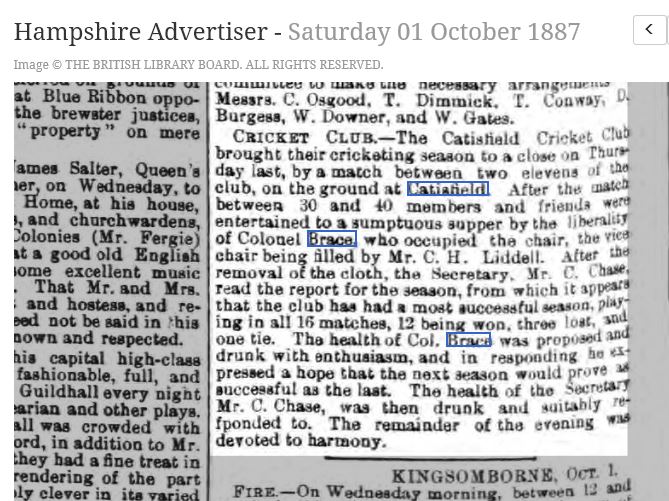 Hampshire Advertiser - Saturday 01 October 1887
Image © THE BRITISH LIBRARY BOARD. ALL RIGHTS RESERVED.
at Blue Ribbon oppo-
the brewster justices,
"property" on mere
ames Salter, Queen's
er, on Wednesday, to
Home, at his house,
, and churchwardens,
Colonies (Mr. Fergie)
at a good old English
some excellent music
. That Mr. and Mrs.
and hostess, and re-
eed not be said in this
nown and respected.
his capital high-class
fashionable, full, and
Guildhall every night
arian and other plays.
all was crowded with
ord, in addition to Mr.
they had a fine treat in
rendering of the part
ly clever in its varied
committee to make the necessary arrangements
Messrs. C. Osgood, T. Dimmick, T. Conway, D.
Burgess, W. Downer, and W. Gates.
CRICKET CLUB.—The Catisfield Cricket Club
brought their cricketing season to a close on Thurs-
day last, by a match between two elevens of the
club, on the ground at Catisfield. After the match
between 30 and 40 members and friends were
entertained to a sumptuous supper by the liberality
of Colonel Brace, who occupied the chair, the vice
chair being filled by Mr. C. H. Liddell. After the
removal of the cloth, the Secretary, Mr. C. Chase,
read the report for the season, from which it appears
that the club has had a most successful season, play-
ing in all 16 matches, 12 being won, three lost, and
one tie. The health of Col. Brace was proposed and
drunk with enthusiasm, and in responding he ex-
pressed a hope that the next season would prove as
successful as the last. The health of the Secretary
Mr. C. Chase, was then drunk and suitably re-
sponded to. The remainder of the evening was
devoted to harmony.
KINGSOMBORNE, OCT. 1.
FIRE.—On Wednesday morning, between 12 and